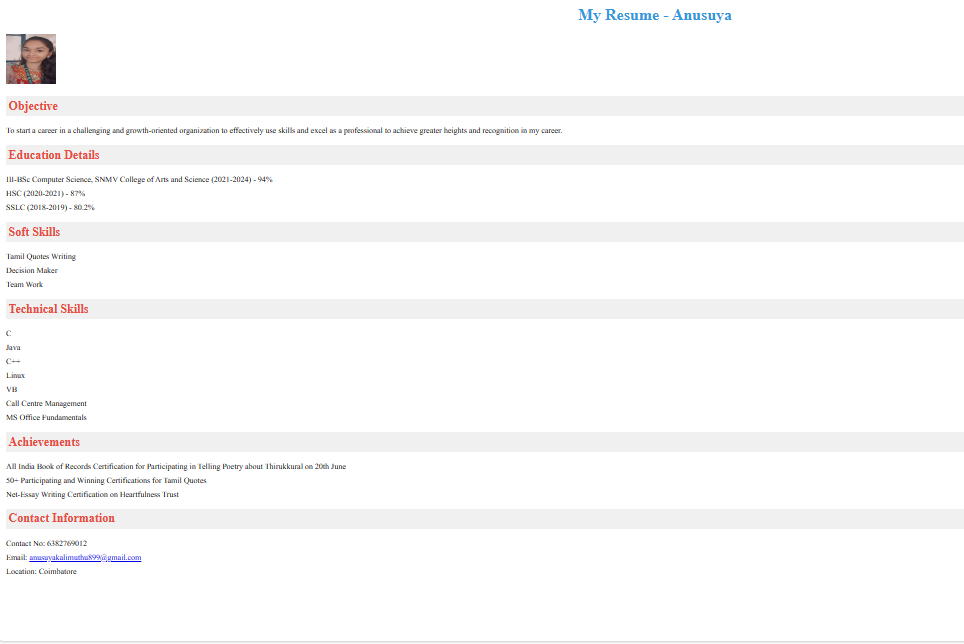 My Resume - Anusuya
Objective
To start a career in a challenging and growth-oriented organization to effectively use skills and excel as a professional to achieve greater heights and recognition in my career.
Education Details
III-BSc Computer Science, SNMV College of Arts and Science (2021-2024) - 94%
HSC (2020-2021) - 87%
SSLC (2018-2019) - 80.2%
Soft Skills
Tamil Quotes Writing
Decision Maker
Team Work
Technical Skills
C
Java
C++
Linux
VB
Call Centre Management
MS Office Fundamentals
Achievements
All India Book of Records Certification for Participating in Telling Poetry about Thirukkural on 20th June
50+ Participating and Winning Certifications for Tamil Quotes
Net-Essay Writing Certification on Heartfulness Trust
Contact Information
Contact No: 6382769012
Email: anusuyakalimuthu899@gmail.com
Location: Coimbatore